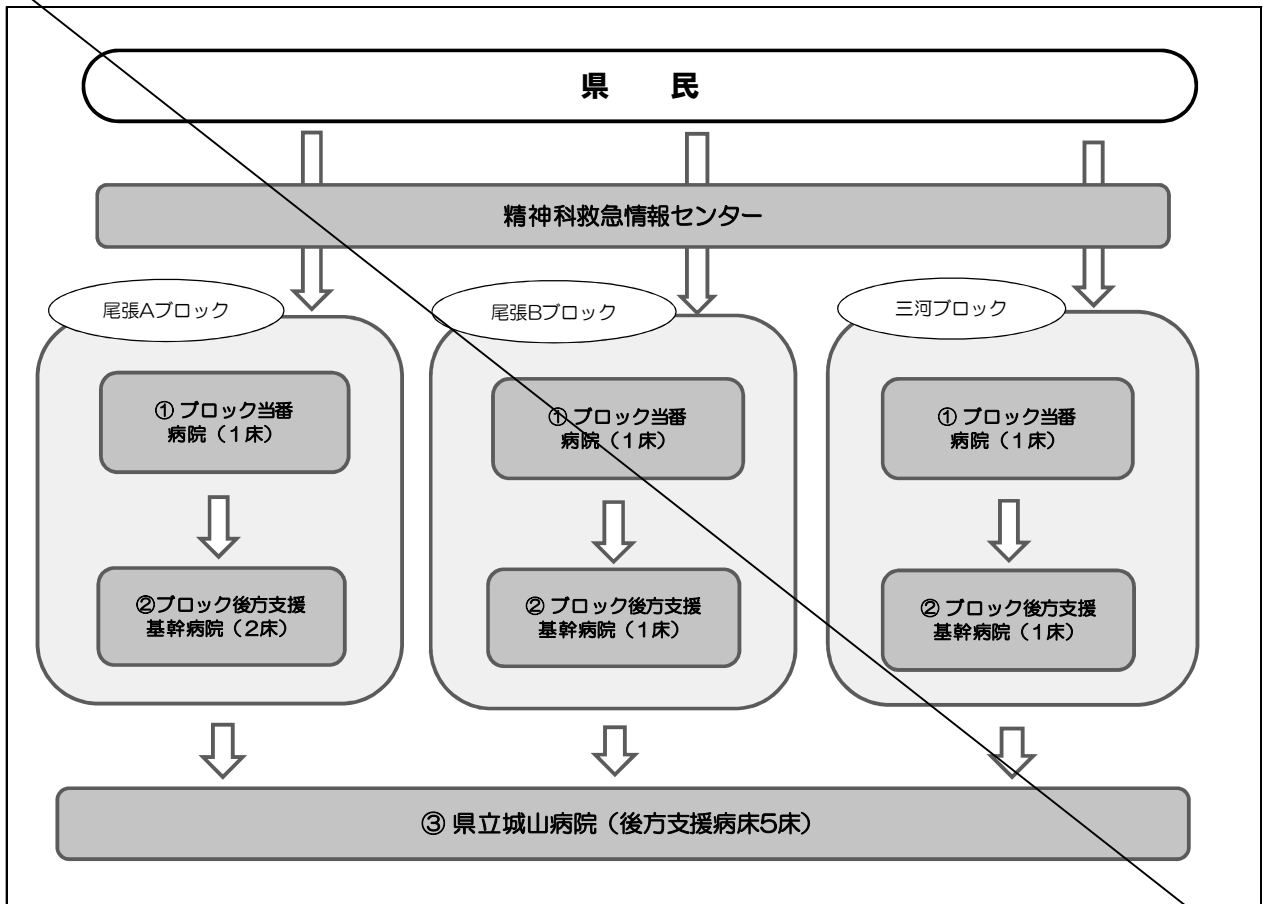 県　民
精神科救急情報センター
尾張Aブロック
尾張Bブロック
三河ブロック
① ブロック当番
病院（1床）
① ブロック当番
病院（1床）
① ブロック当番
病院（1床）
②ブロック後方支援
基幹病院（2床）
② ブロック後方支援
基幹病院（1床）
② ブロック後方支援
基幹病院（1床）
③ 県立城山病院（後方支援病床5床）